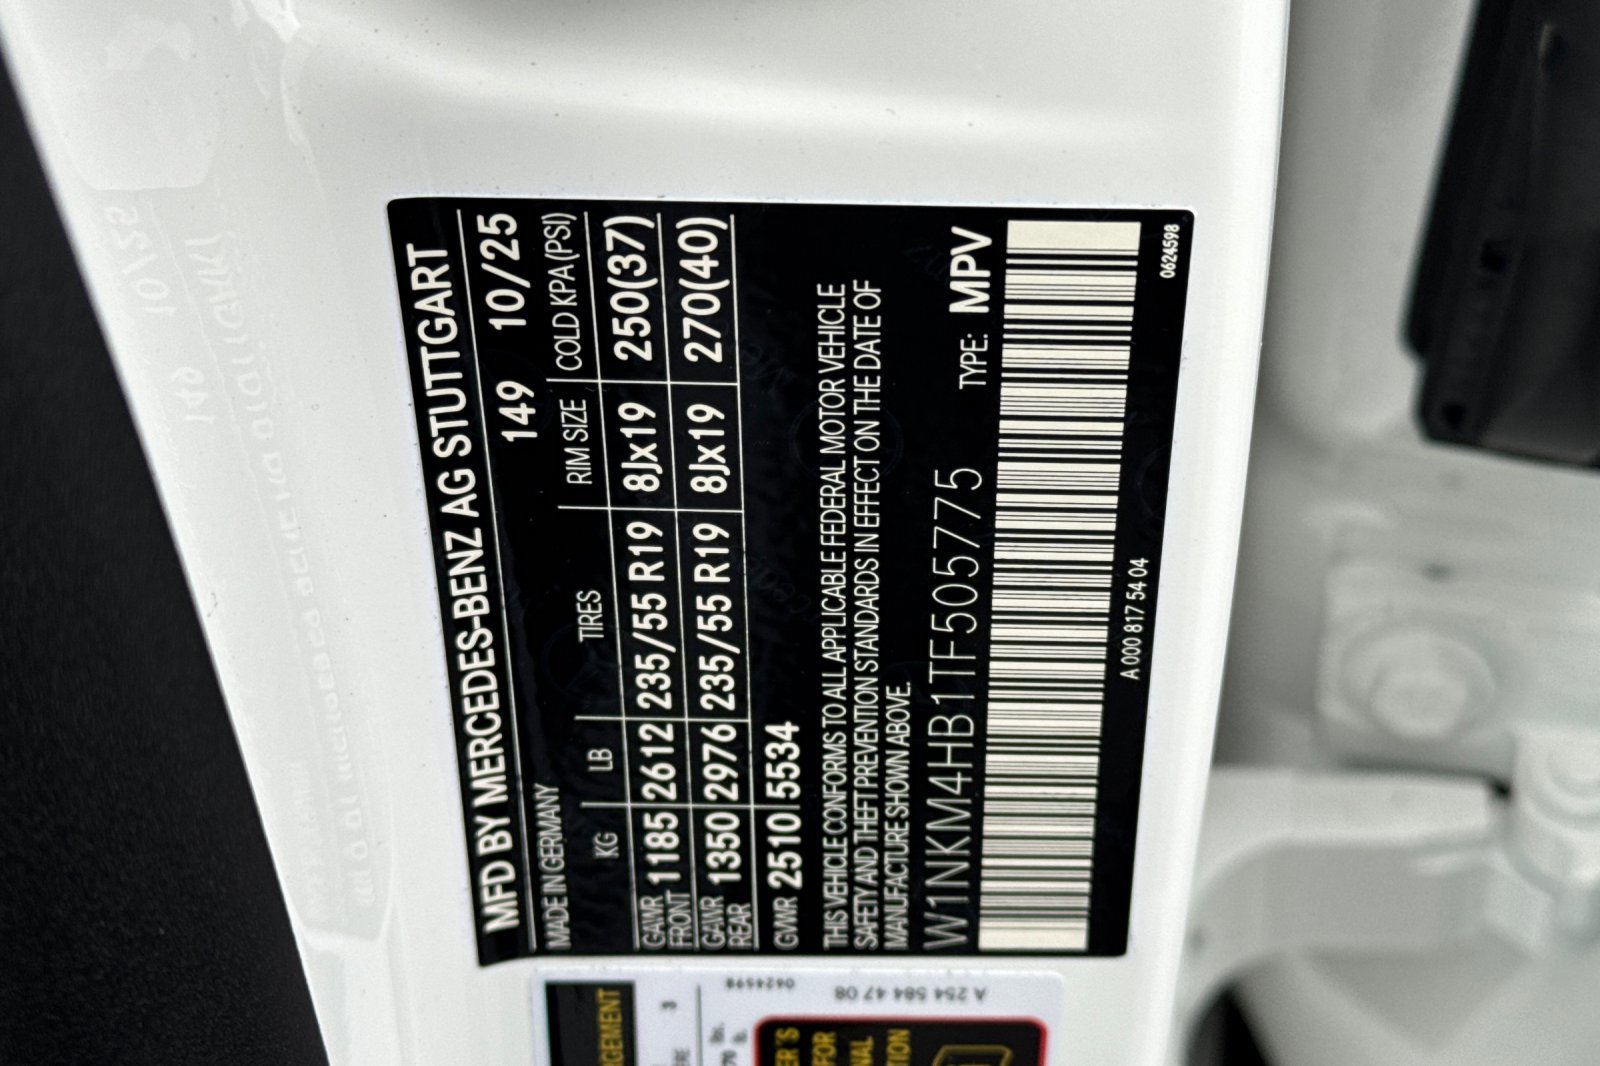 MFD BY MERCEDES-BENZ AG STUTTGART
MADE IN GERMANY 149 10/25
KG LB TIRES RIM SIZE COLD KPA (PSI)
GAWR FRONT 1185 2612 235/55 R19 8Jx19 250(37)
GAWR REAR 1350 2976 235/55 R19 8Jx19 270(40)
GVWR 2510 5534
THIS VEHICLE CONFORMS TO ALL APPLICABLE FEDERAL MOTOR VEHICLE
SAFETY AND THEFT PREVENTION STANDARDS IN EFFECT ON THE DATE OF
MANUFACTURE SHOWN ABOVE.
W1NKM4HB1TF505775 TYPE: MPV
A 000 817 54 04 0624598
0624598
A 254 584 47 08
3
70